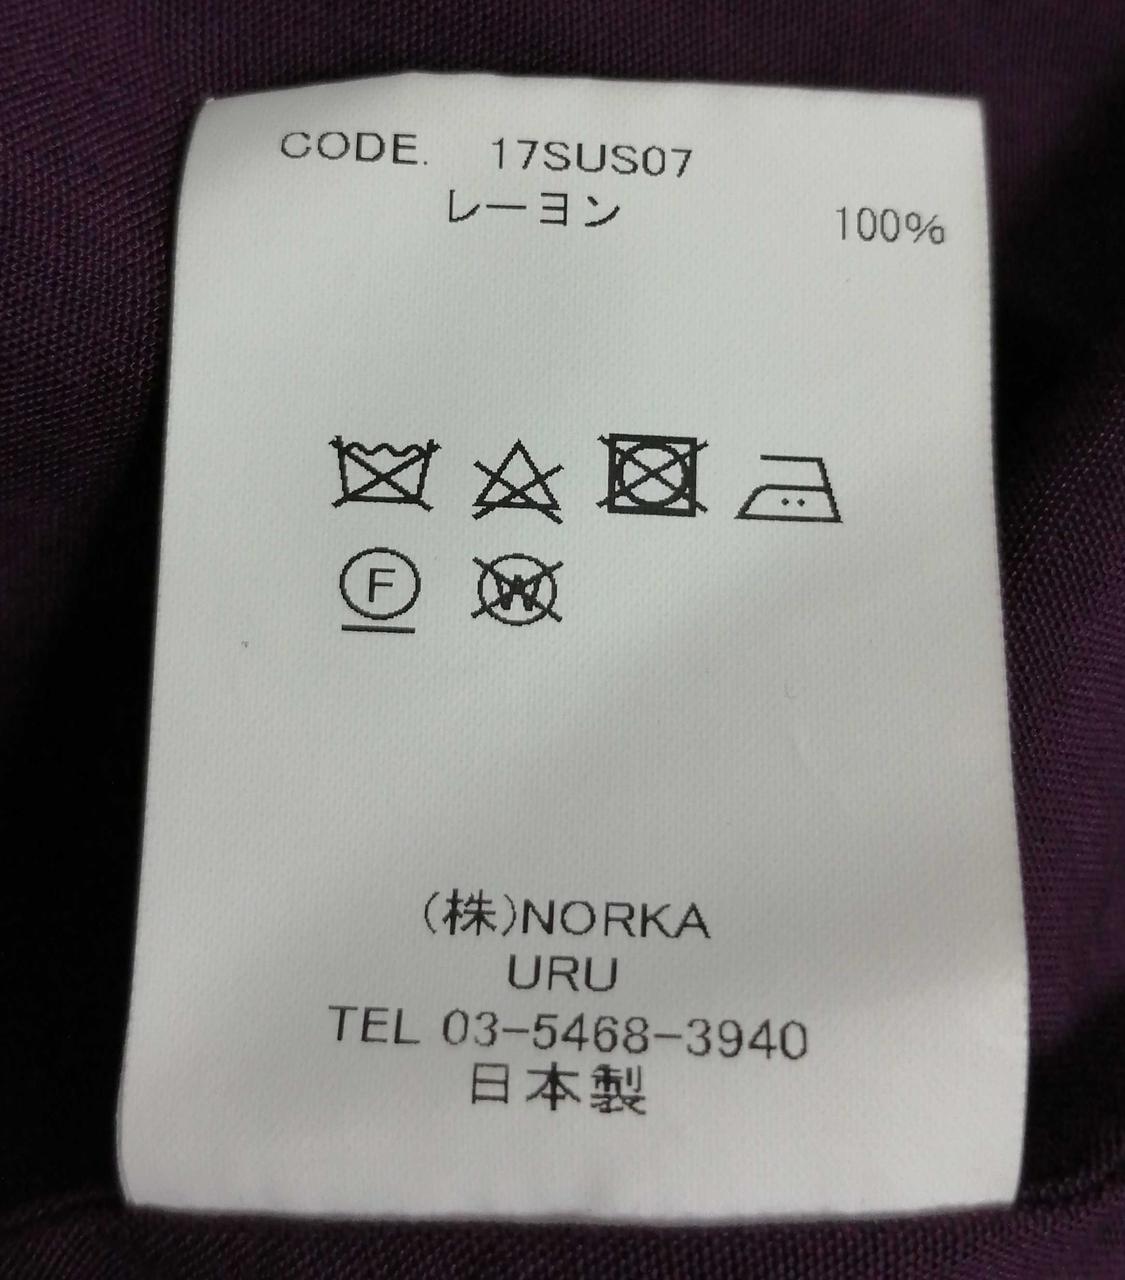 CODE. 17SUS07
レーヨン 100%
F W
(株)NORKA
URU
TEL 03-5468-3940
日本製